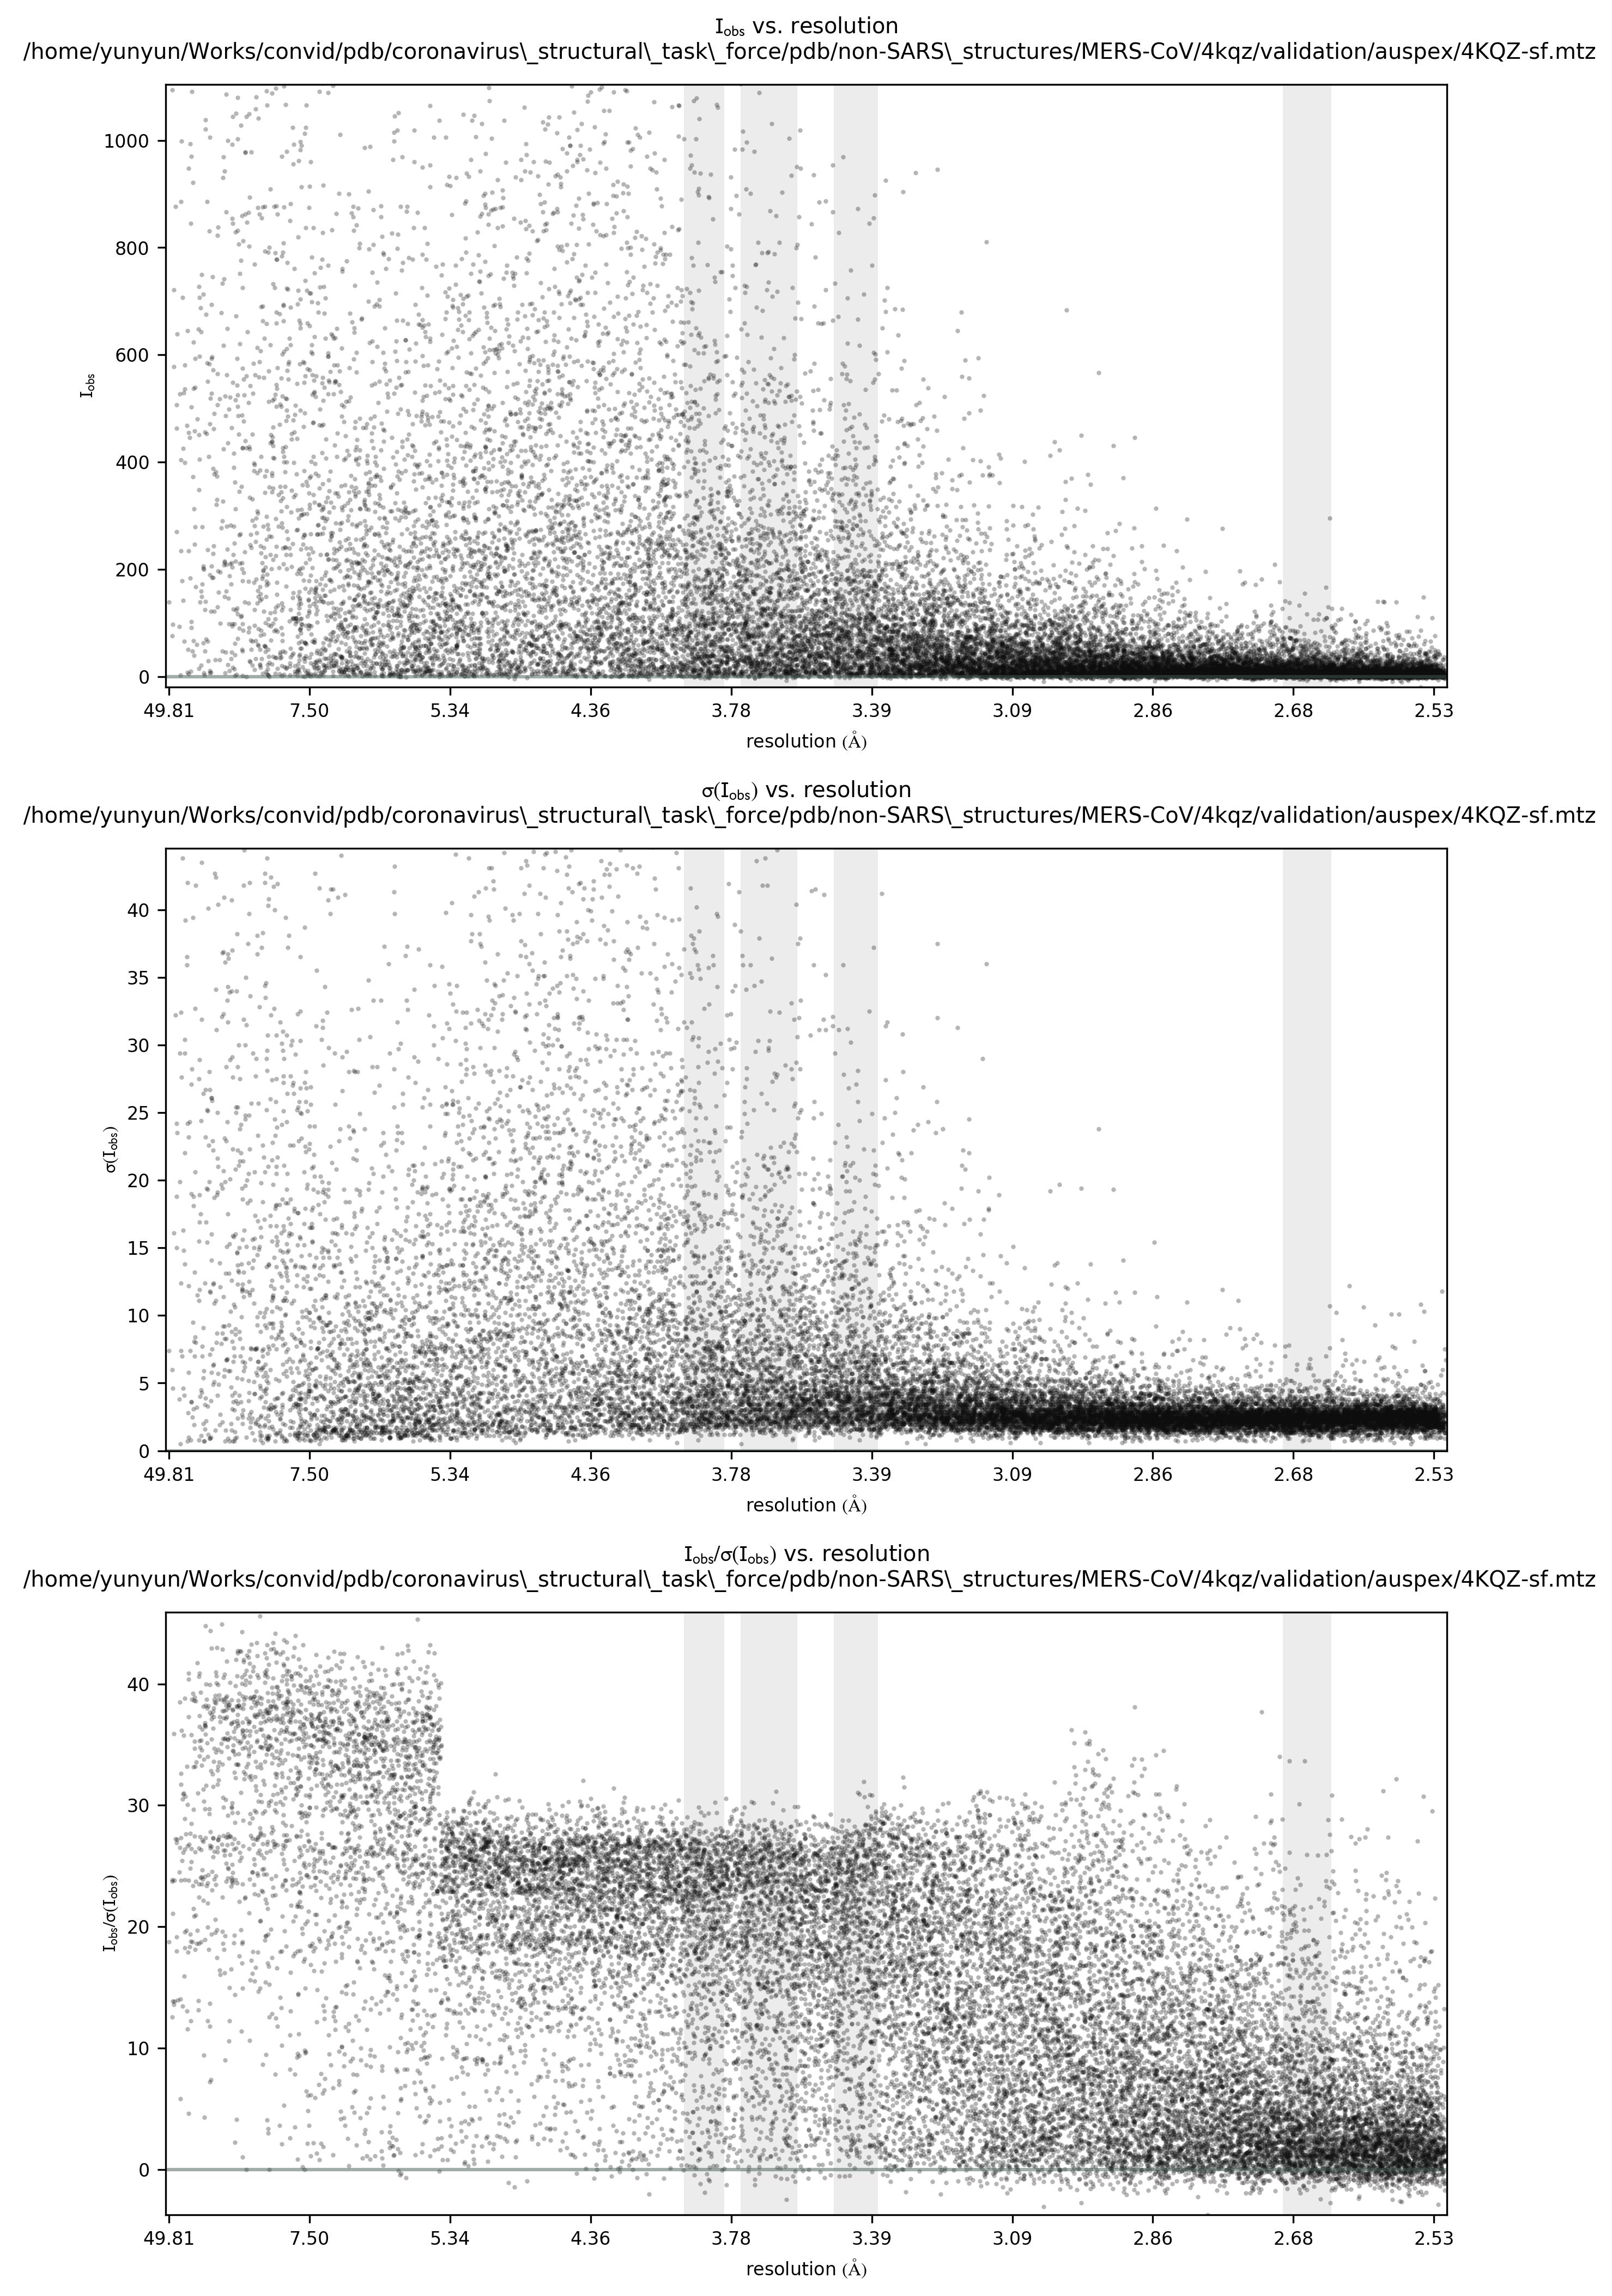 Iobs vs. resolution
/home/yunyun/Works/convid/pdb/coronavirus\_structural\_task\_force/pdb/non-SARS\_structures/MERS-CoV/4kqz/validation/auspex/4KQZ-sf.mtz
1000
800
600
400
200
0
Iobs
49.81 7.50 5.34 4.36 3.78 3.39 3.09 2.86 2.68 2.53
resolution (Å)
σ(Iobs) vs. resolution
/home/yunyun/Works/convid/pdb/coronavirus\_structural\_task\_force/pdb/non-SARS\_structures/MERS-CoV/4kqz/validation/auspex/4KQZ-sf.mtz
40
35
30
25
20
15
10
5
0
σ(Iobs)
49.81 7.50 5.34 4.36 3.78 3.39 3.09 2.86 2.68 2.53
resolution (Å)
Iobs/σ(Iobs) vs. resolution
/home/yunyun/Works/convid/pdb/coronavirus\_structural\_task\_force/pdb/non-SARS\_structures/MERS-CoV/4kqz/validation/auspex/4KQZ-sf.mtz
40
30
20
10
0
Iobs/σ(Iobs)
49.81 7.50 5.34 4.36 3.78 3.39 3.09 2.86 2.68 2.53
resolution (Å)